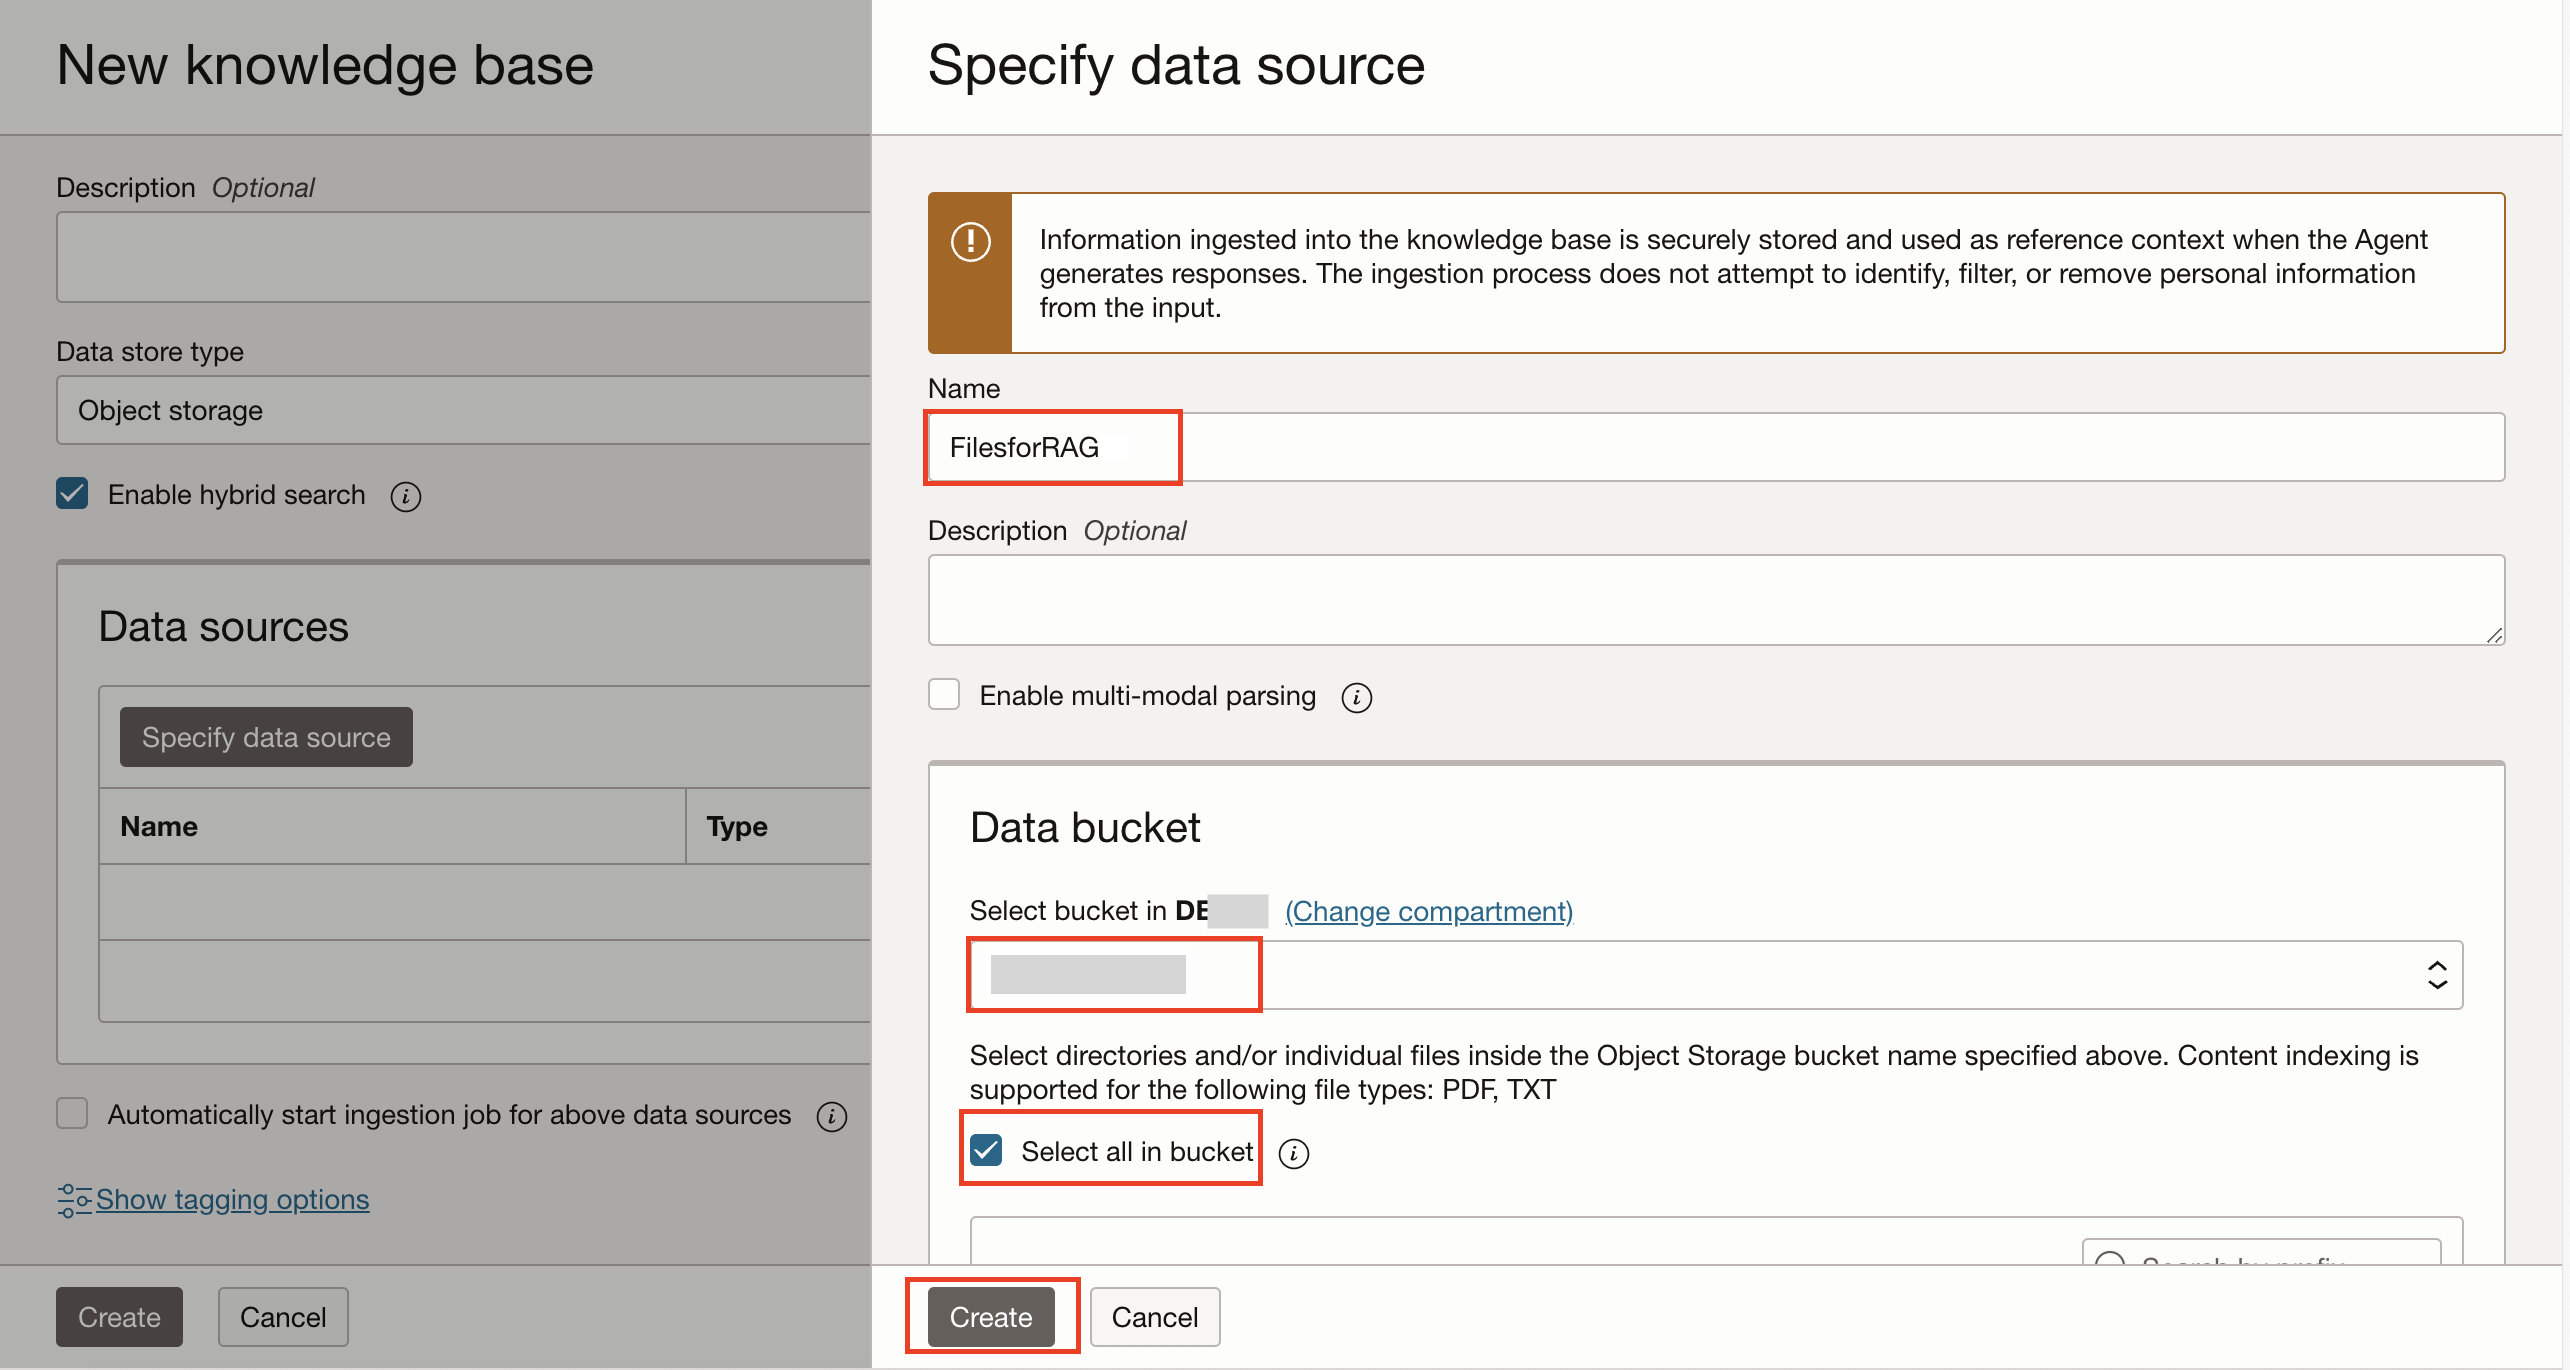 New knowledge base
Description Optional
Data store type
Object storage
Enable hybrid search
Data sources
Specify data source
Name Type
Automatically start ingestion job for above data sources
Show tagging options
Create Cancel
Specify data source
Information ingested into the knowledge base is securely stored and used as reference context when the Agent
generates responses. The ingestion process does not attempt to identify, filter, or remove personal information
from the input.
Name
FilesforRAG
Description Optional
Enable multi-modal parsing
Data bucket
Select bucket in DE (Change compartment)
Select directories and/or individual files inside the Object Storage bucket name specified above. Content indexing is
supported for the following file types: PDF, TXT
Select all in bucket
Search by prefix
Create Cancel